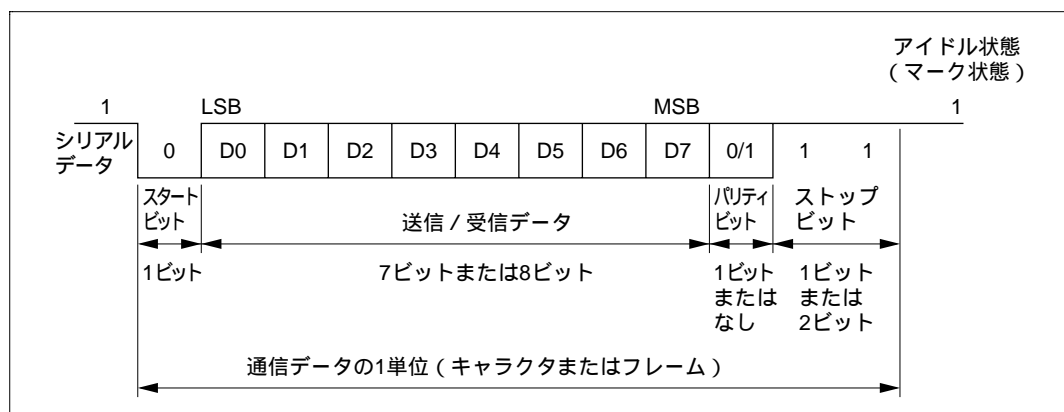 アイドル状態
（マーク状態）
1 LSB MSB 1
シリアル
データ
0 D0 D1 D2 D3 D4 D5 D6 D7 0/1 1 1
スタート
ビット
送信／受信データ
パリティ
ビット
ストップ
ビット
1ビット
7ビットまたは8ビット
1ビット
または
なし
1ビット
または
2ビット
通信データの1単位（キャラクタまたはフレーム）